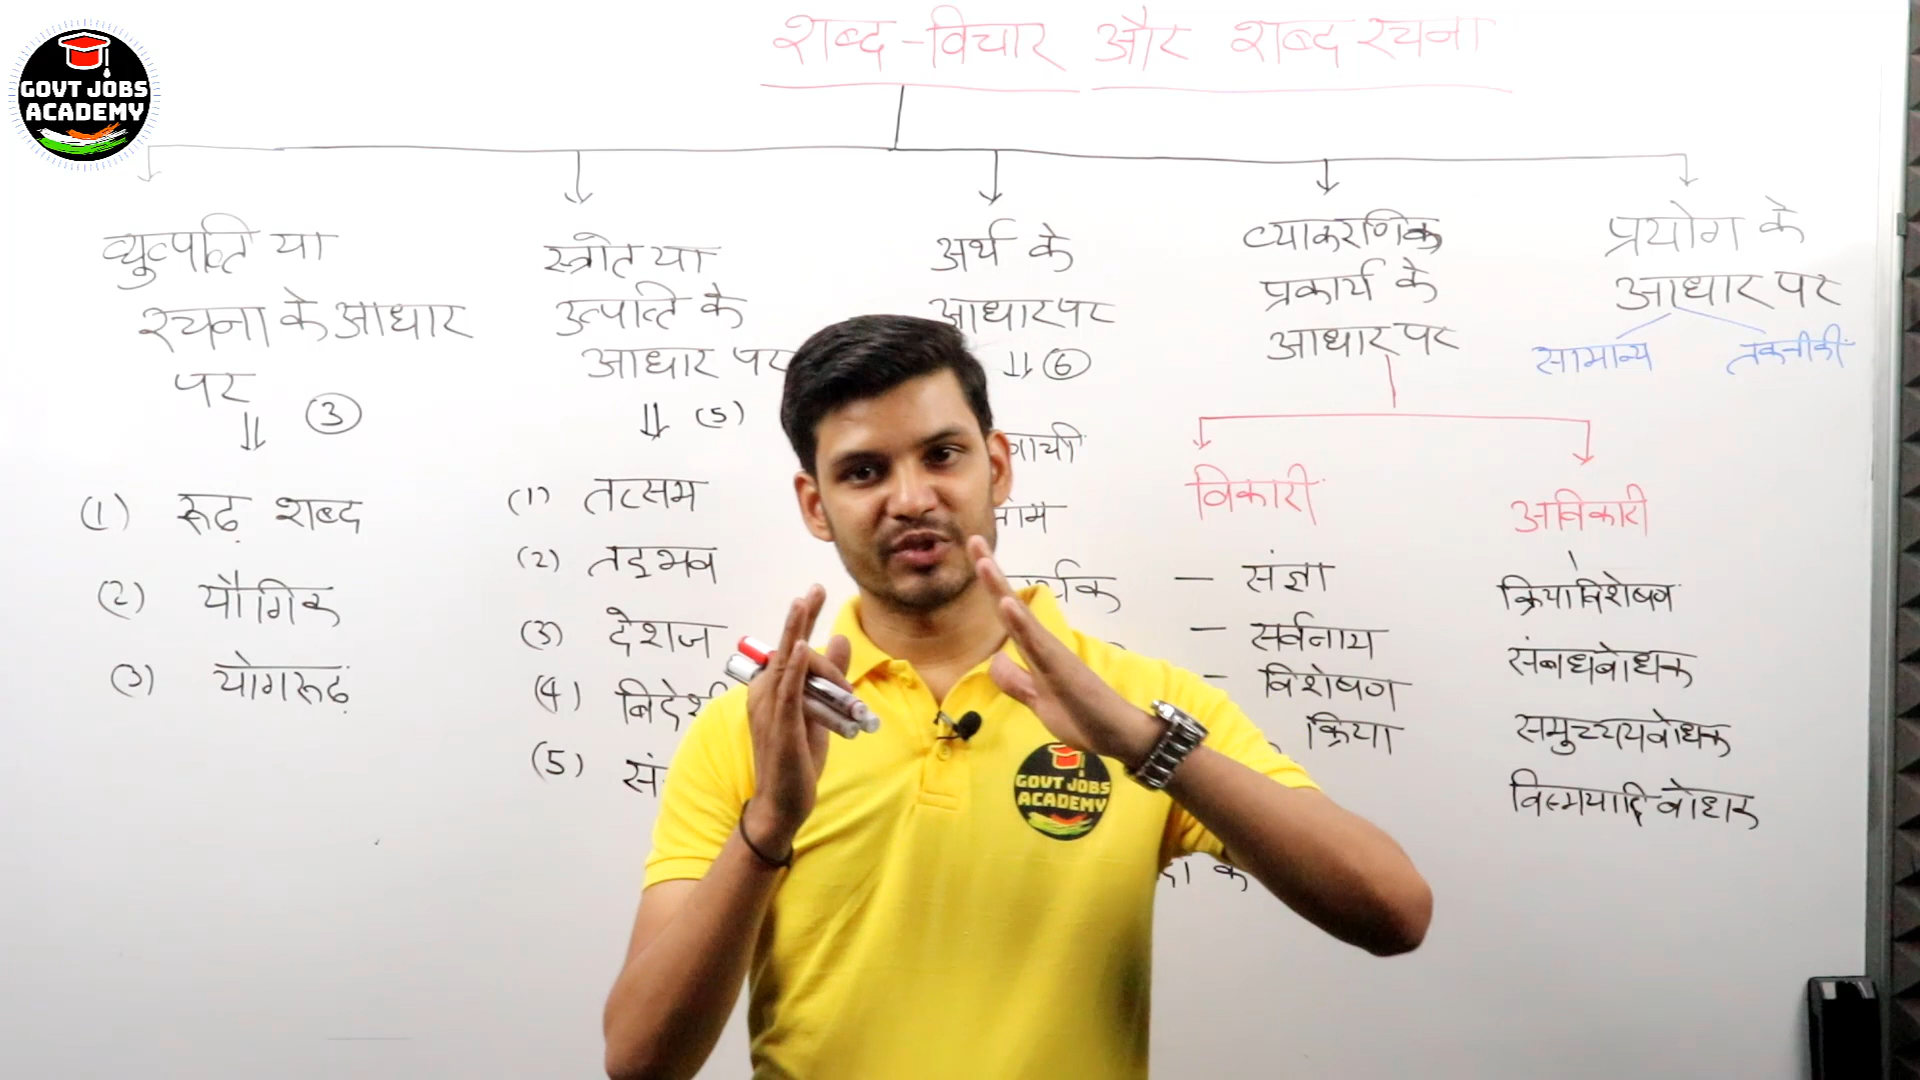 GOVT JOBS
ACADEMY
शब्द-विचार और शब्द रचना
व्युत्पत्ति या
रचना के आधार
पर
(3)
(1) रूढ़ शब्द
(2) यौगिक
(3) योगरूढ़
स्त्रोत या
उत्पत्ति के
आधार पर
(5)
(1) तत्सम
(2) तद्भव
(3) देशज
(4)
(5)
अर्थ के
आधार पर
(6)
व्याकरणिक
प्रकार्य के
आधार पर
विकारी
- संज्ञा
- सर्वनाम
- विशेषण
क्रिया
अविकारी
क्रियाविशेषण
संबधबोधक
समुच्चयबोधक
विस्मयादिबोधक
प्रयोग के
आधार पर
सामान्य तकनीकी
GOVT JOBS
ACADEMY